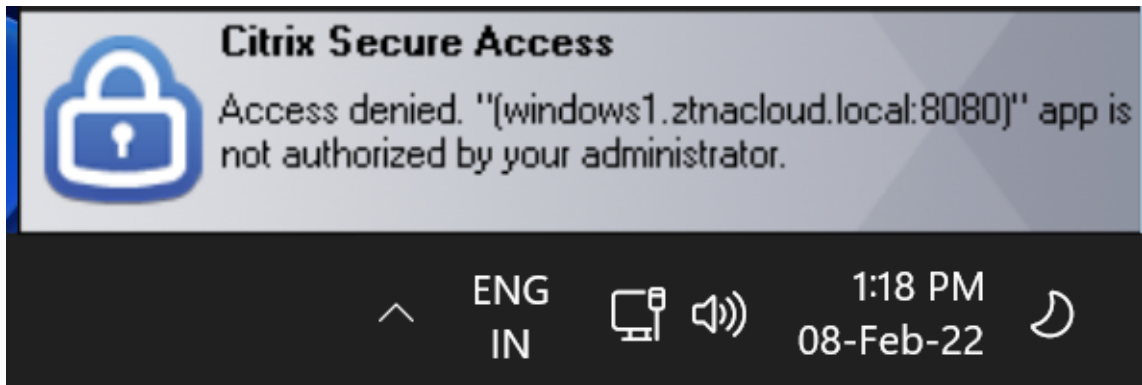 Citrix Secure Access
Access denied. "(windows1.ztnacloud.local:8080)" app is
not authorized by your administrator.
ENG
IN
1:18 PM
08-Feb-22